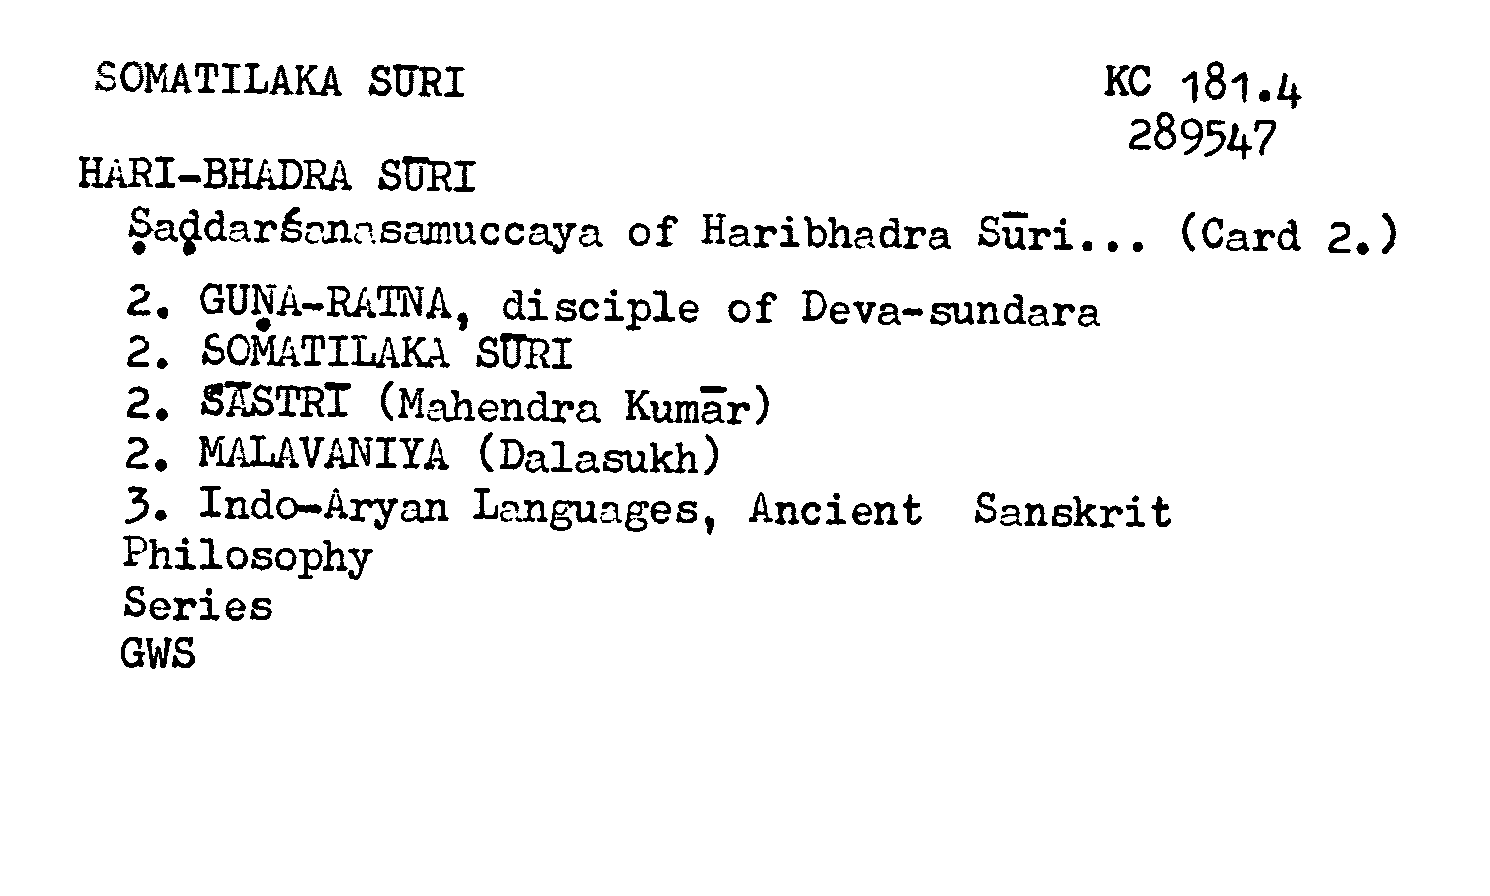 SOMATILAKA SŪRI
KC 181.4
289547
HARI-BHADRA SŪRI
Ṣaḍdarśanasamuccaya of Haribhadra Sūri... (Card 2.)
2. GUṆA-RATNA, disciple of Deva-sundara
2. SOMATILAKA SŪRI
2. SĀSTRĪ (Mahendra Kumār)
2. MALAVANIYA (Dalasukh)
3. Indo-Aryan Languages, Ancient Sanskrit
Philosophy
Series
GWS